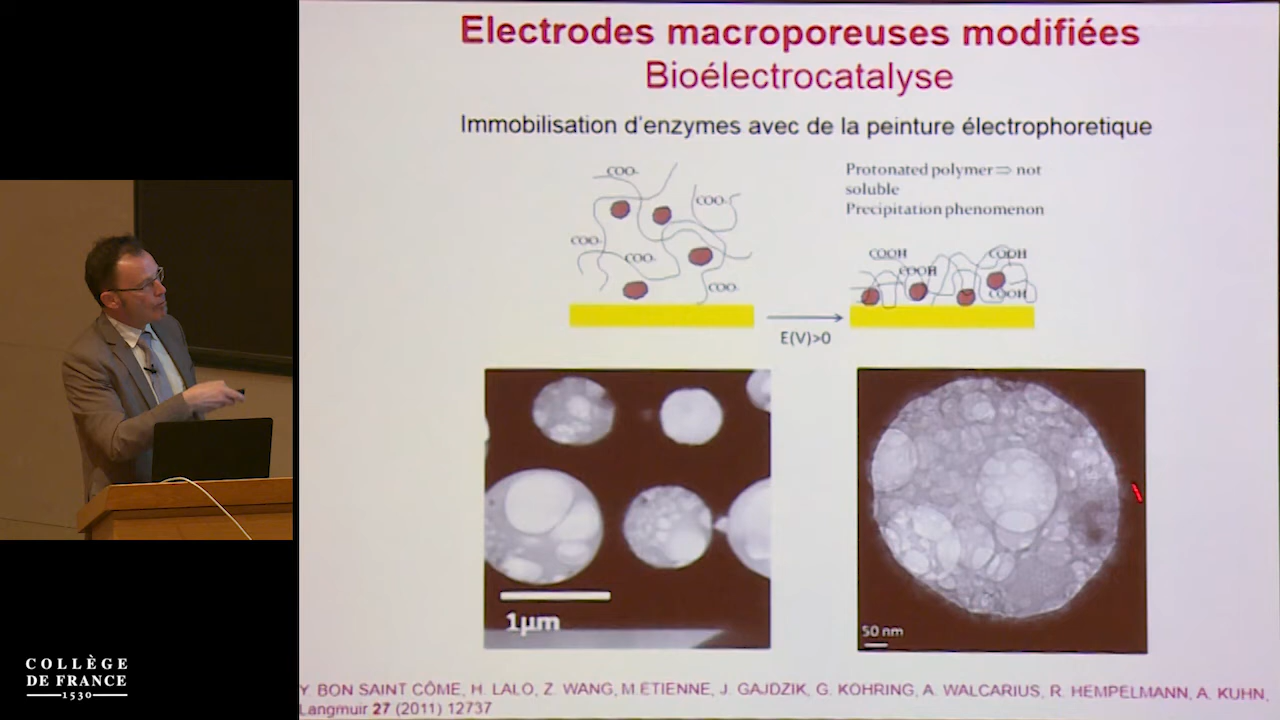 Electrodes macroporeuses modifiées
Bioélectrocatalyse
Immobilisation d'enzymes avec de la peinture électrophoretique
COO-
COO-
COO-
COO-
COO-
Protonated polymer ⇒ not
soluble
Precipitation phenomenon
COOH
COOH
COOH
COOH
E(V)>0
1µm
50 nm
Y. BON SAINT CÔME, H. LALO, Z. WANG, M ETIENNE, J. GAJDZIK, G. KOHRING, A. WALCARIUS, R. HEMPELMANN, A. KUHN,
Langmuir 27 (2011) 12737
COLLÈGE
DE FRANCE
1530